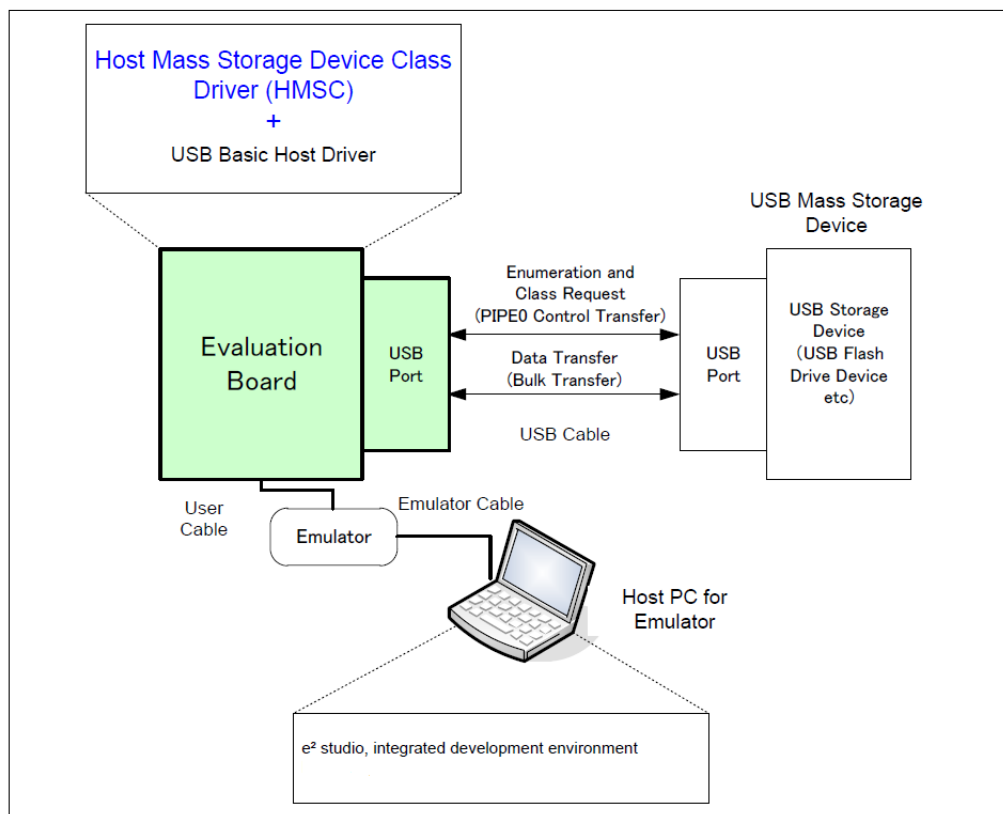 Host Mass Storage Device Class
Driver (HMSC)
+
USB Basic Host Driver
USB Mass Storage
Device
Evaluation
Board
USB
Port
Enumeration and
Class Request
(PIPE0 Control Transfer)
Data Transfer
(Bulk Transfer)
USB Cable
USB
Port
USB Storage
Device
(USB Flash
Drive Device
etc)
User
Cable
Emulator Cable
Emulator
Host PC for
Emulator
e² studio, integrated development environment